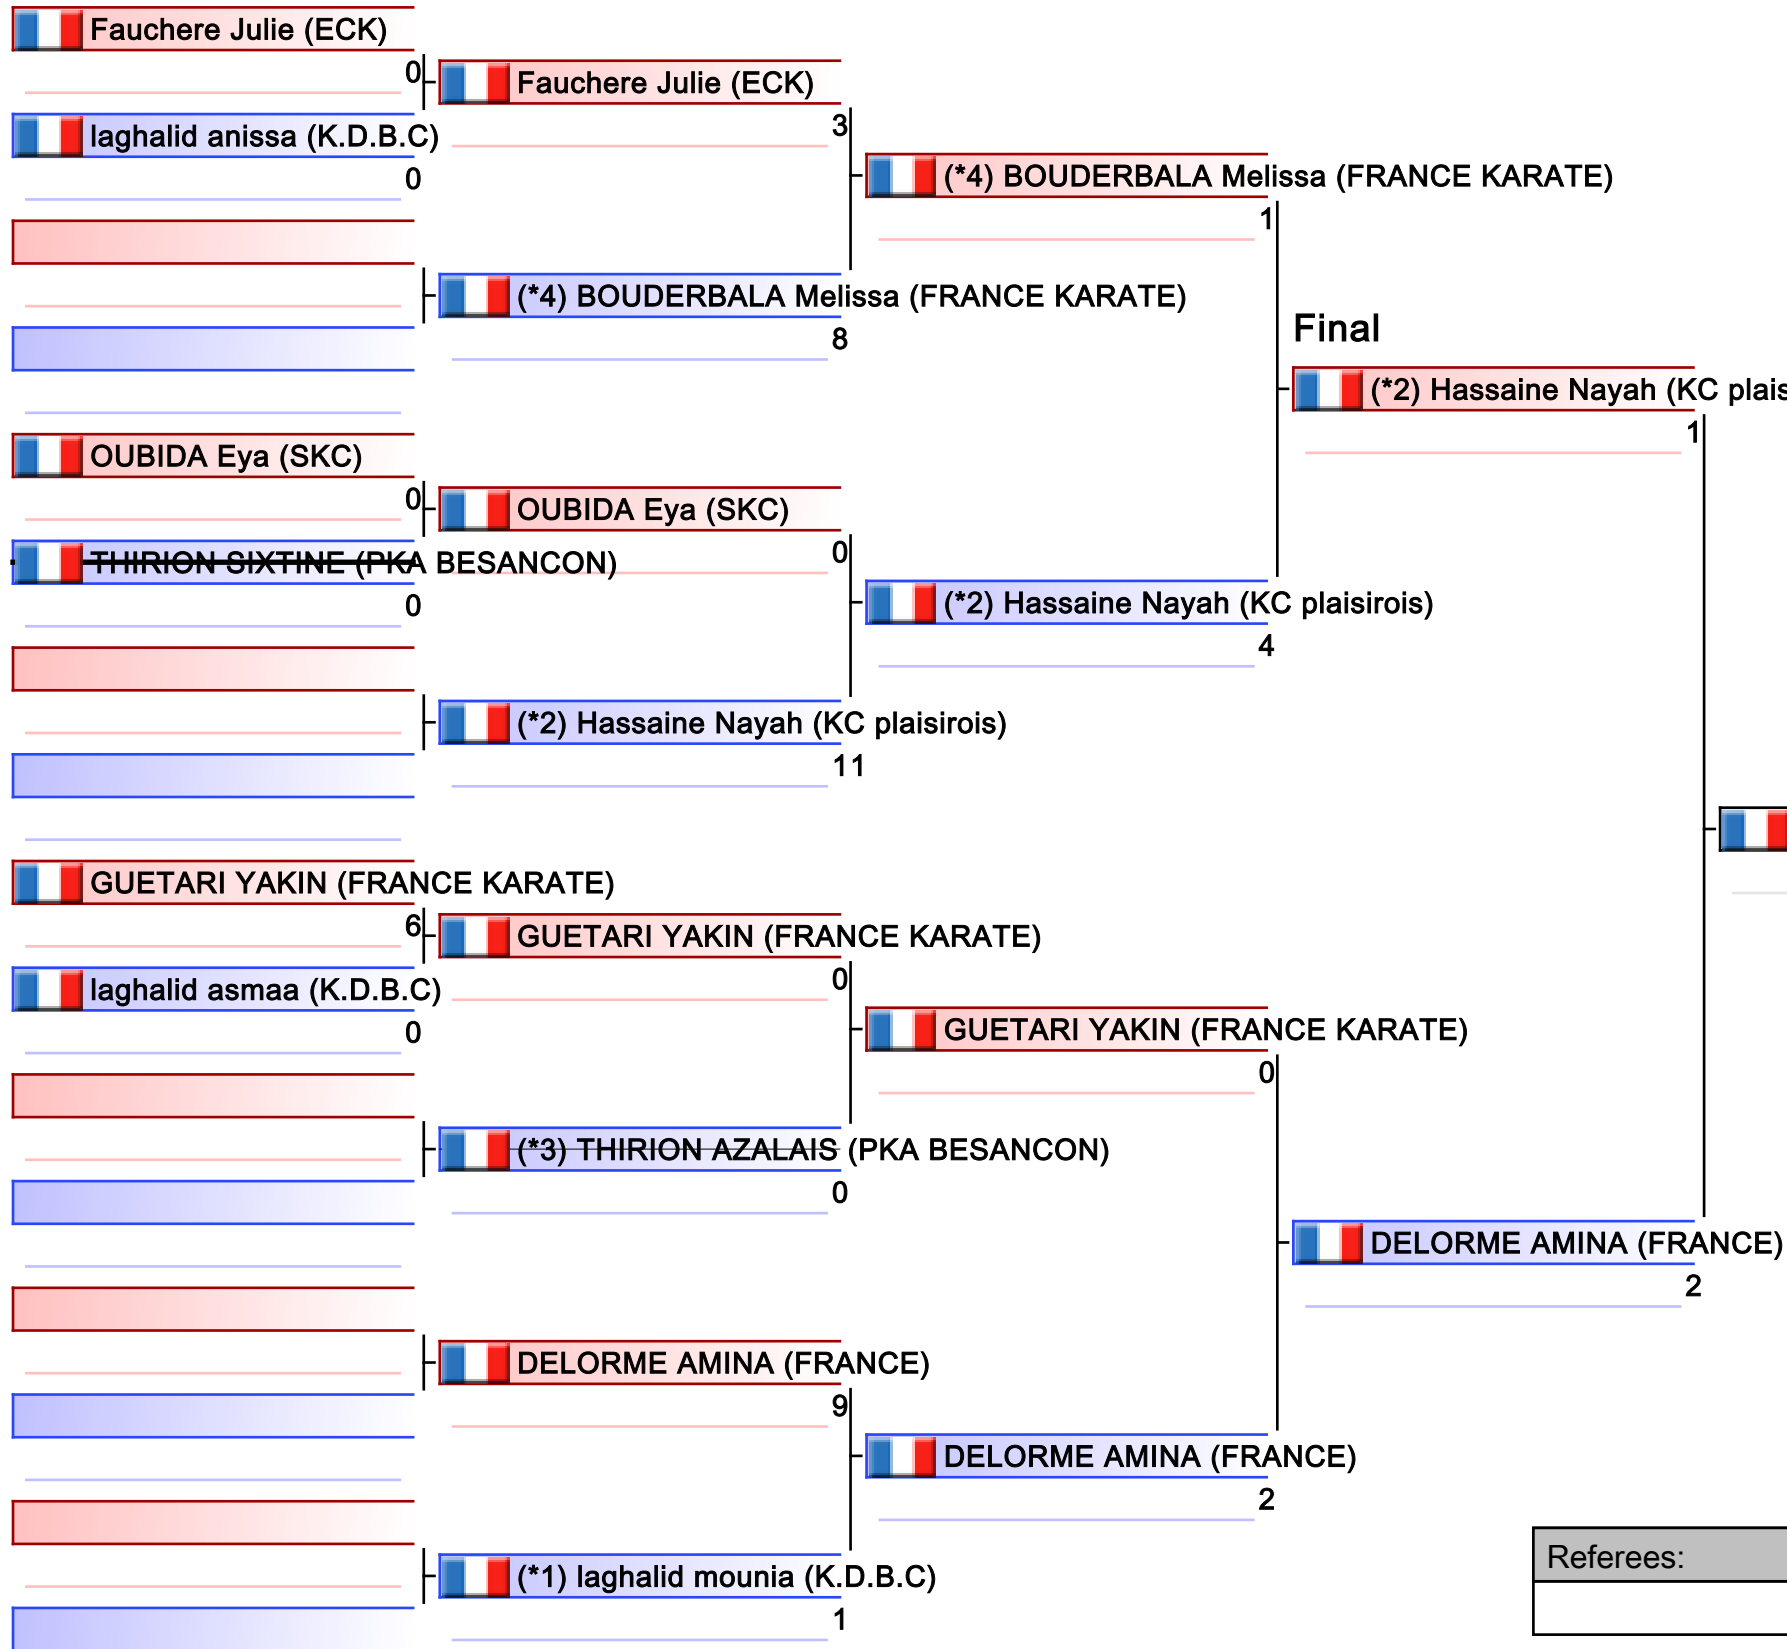 Fauchere Julie (ECK)
0
Fauchere Julie (ECK)
3
laghalid anissa (K.D.B.C)
0
(*4) BOUDERBALA Melissa (FRANCE KARATE)
1
(*4) BOUDERBALA Melissa (FRANCE KARATE)
8
Final
(*2) Hassaine Nayah (KC plais
1
OUBIDA Eya (SKC)
0
OUBIDA Eya (SKC)
0
THIRION SIXTINE (PKA BESANCON)
0
(*2) Hassaine Nayah (KC plaisirois)
4
(*2) Hassaine Nayah (KC plaisirois)
11
GUETARI YAKIN (FRANCE KARATE)
6
GUETARI YAKIN (FRANCE KARATE)
0
laghalid asmaa (K.D.B.C)
0
GUETARI YAKIN (FRANCE KARATE)
0
(*3) THIRION AZALAIS (PKA BESANCON)
0
DELORME AMINA (FRANCE)
2
DELORME AMINA (FRANCE)
9
DELORME AMINA (FRANCE)
2
(*1) laghalid mounia (K.D.B.C)
1
Referees: